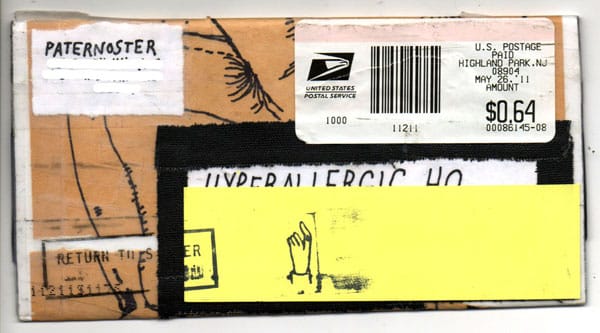 PATERNOSTER
UNITED STATES
POSTAL SERVICE
1000
11211
U.S. POSTAGE
PAID
HIGHLAND PARK.NJ
08904
MAY 26.'11
AMOUNT
$0.64
00086145-08
HYPERALLERGIC HQ
RETURN